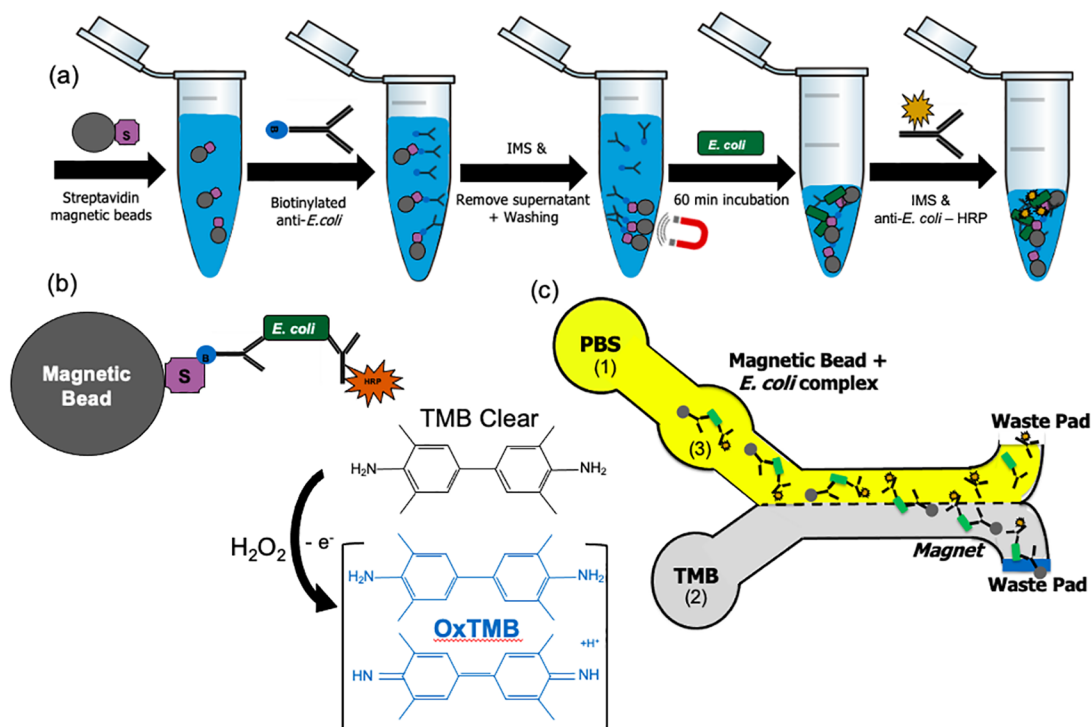 (a)
S
Streptavidin
magnetic beads
B
Biotinylated
anti-E.coli
IMS &
Remove supernatant
+ Washing
E. coli
60 min incubation
IMS
& anti-E. coli – HRP
(b)
Magnetic
Bead
S
B
E. coli
HRP
TMB Clear
H₂N
NH₂
H₂O₂
- e⁻
H₂N
NH₂
OxTMB
+H⁺
HN
NH
(c)
PBS
(1)
Magnetic Bead +
E. coli complex
(3)
Waste Pad
Magnet
TMB
(2)
Waste Pad